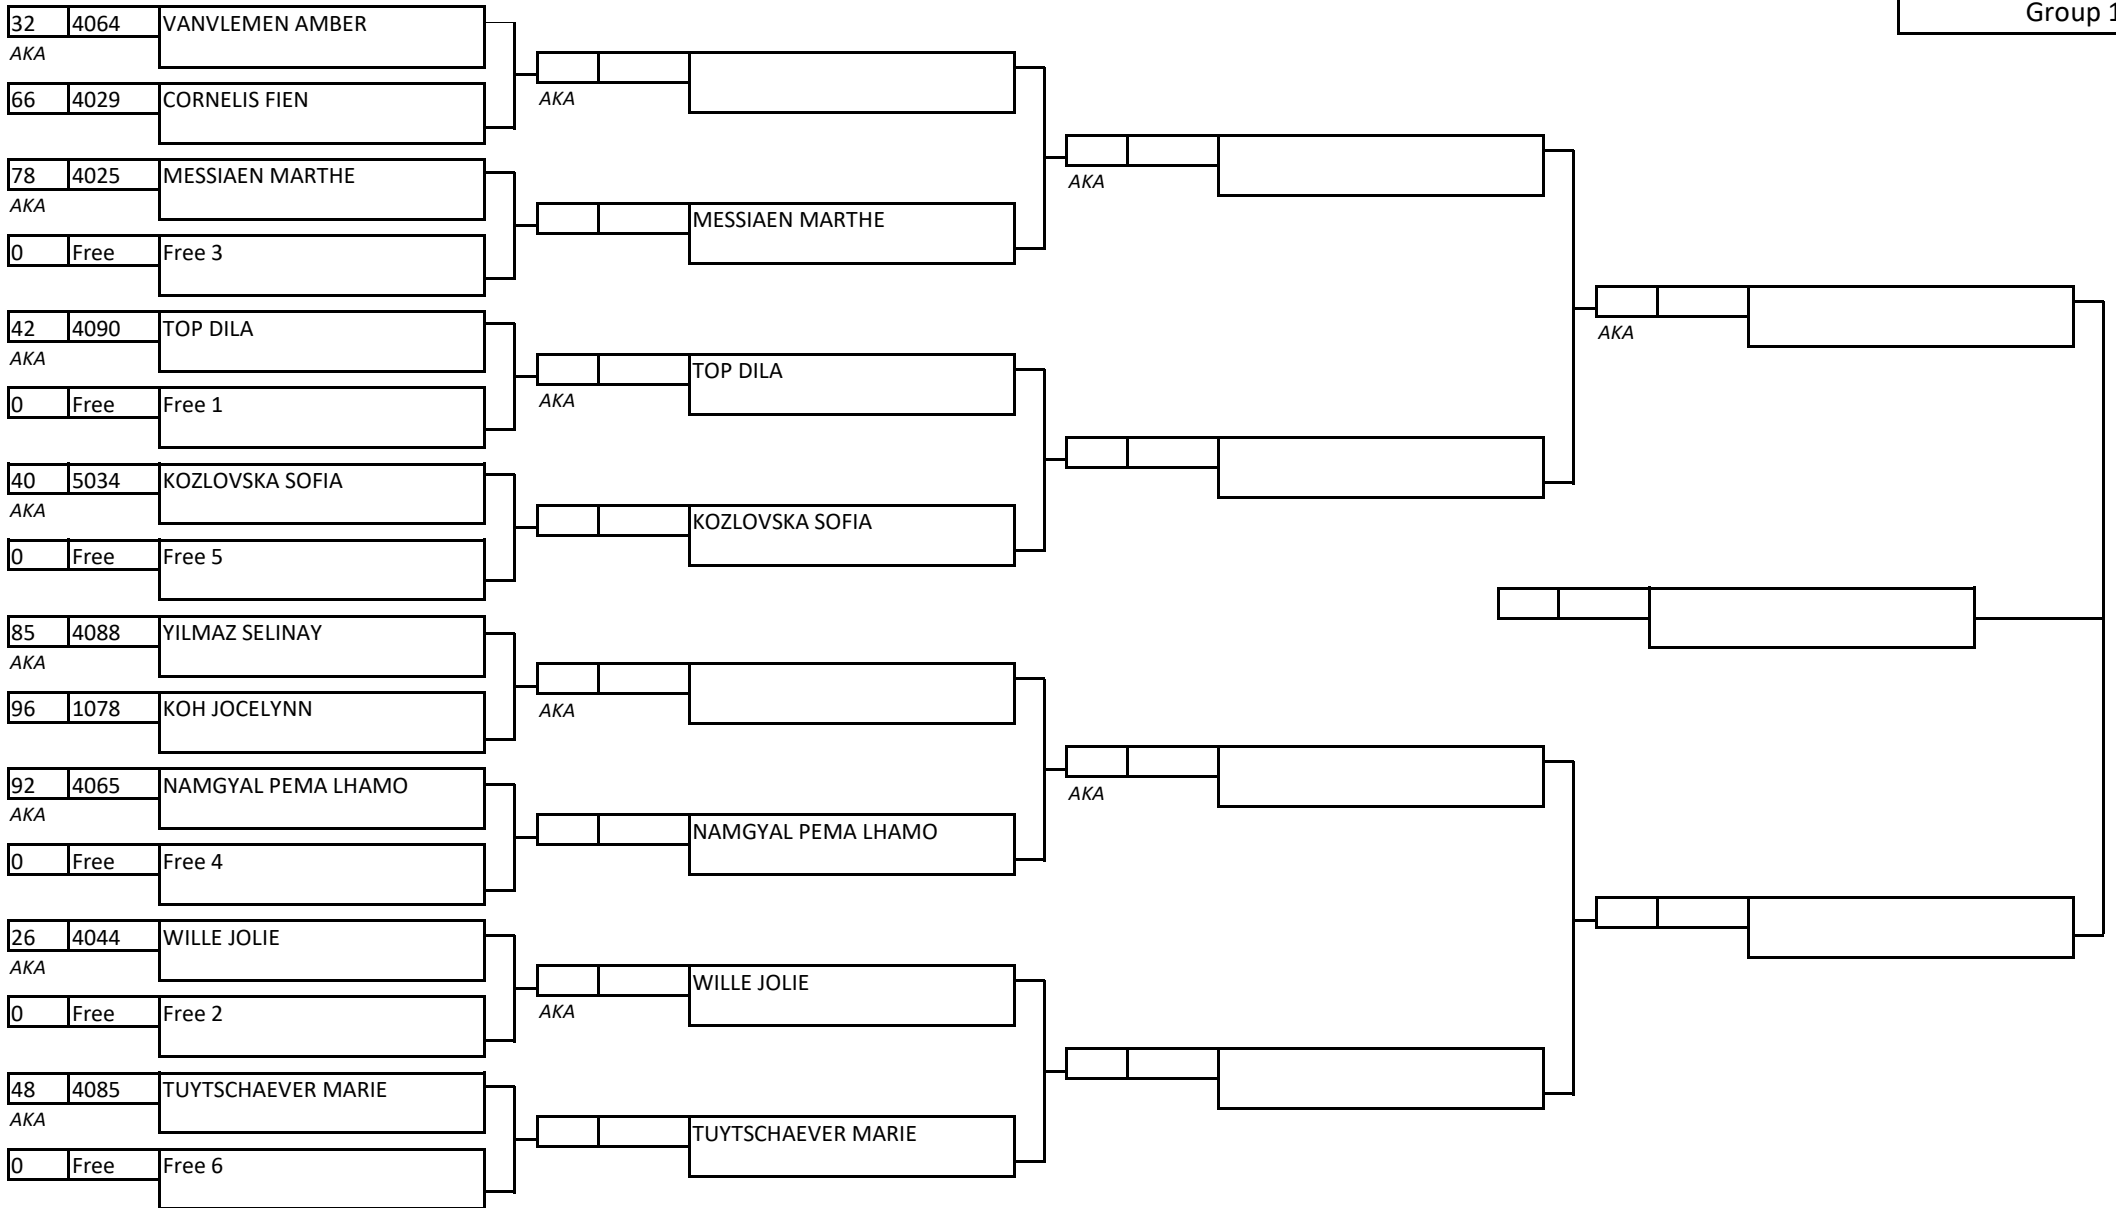 Group 1
32 4064 VANVLEMEN AMBER
AKA
66 4029 CORNELIS FIEN
AKA
78 4025 MESSIAEN MARTHE
AKA
AKA
MESSIAEN MARTHE
0 Free Free 3
42 4090 TOP DILA
AKA
AKA
TOP DILA
0 Free Free 1
AKA
40 5034 KOZLOVSKA SOFIA
AKA
KOZLOVSKA SOFIA
0 Free Free 5
85 4088 YILMAZ SELINAY
AKA
96 1078 KOH JOCELYNN
AKA
92 4065 NAMGYAL PEMA LHAMO
AKA
AKA
NAMGYAL PEMA LHAMO
0 Free Free 4
26 4044 WILLE JOLIE
AKA
WILLE JOLIE
0 Free Free 2
AKA
48 4085 TUYTSCHAEVER MARIE
AKA
TUYTSCHAEVER MARIE
0 Free Free 6